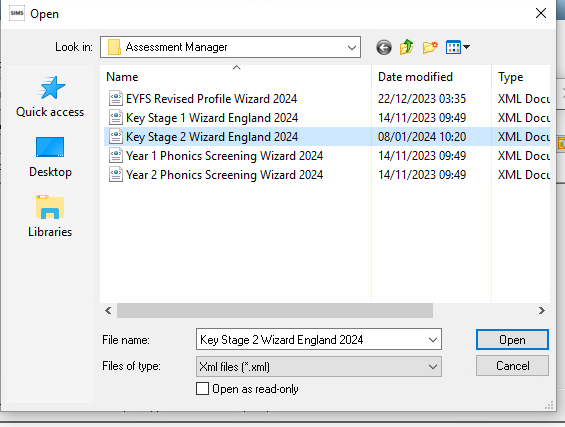 SIMS Open
Look in: Assessment Manager
Name Date modified Type
EYFS Revised Profile Wizard 2024 22/12/2023 03:35 XML Docu
Key Stage 1 Wizard England 2024 14/11/2023 09:49 XML Docu
Key Stage 2 Wizard England 2024 08/01/2024 10:20 XML Docu
Year 1 Phonics Screening Wizard 2024 14/11/2023 09:49 XML Docu
Year 2 Phonics Screening Wizard 2024 14/11/2023 09:49 XML Docu
Quick access
Desktop
Libraries
File name: Key Stage 2 Wizard England 2024 Open
Files of type: Xml files (*.xml) Cancel
Open as read-only